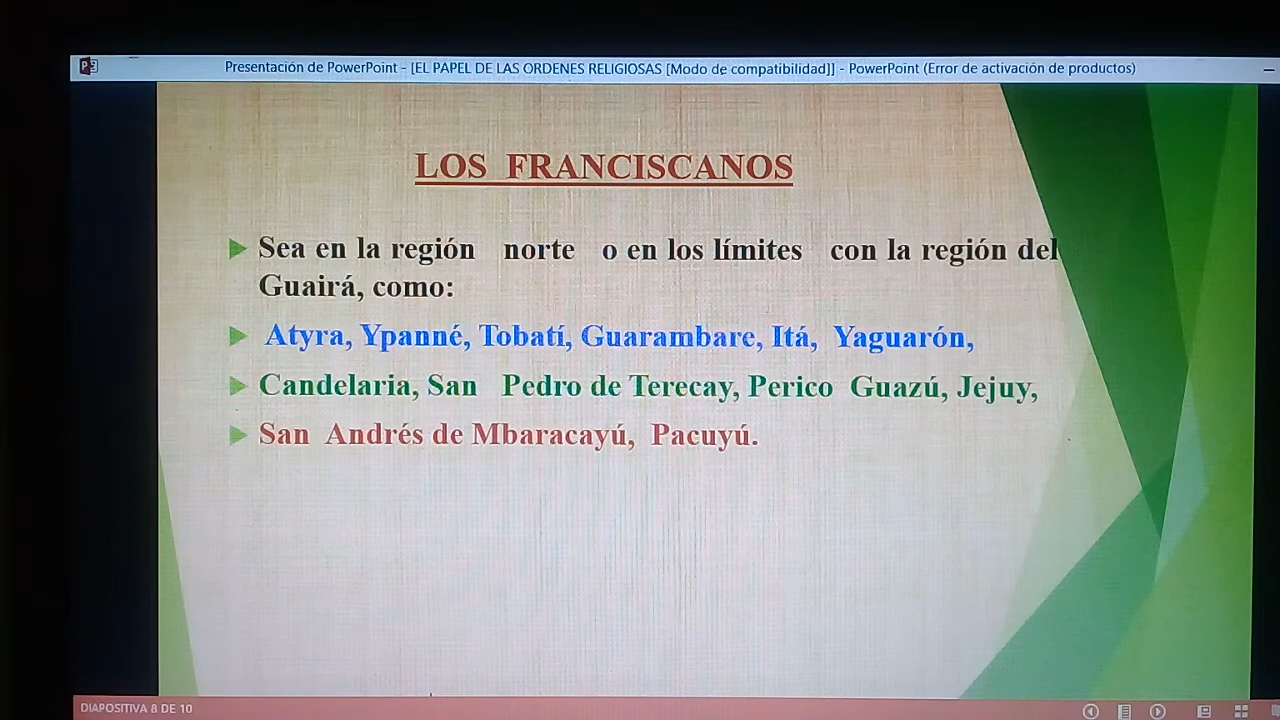 Presentación de PowerPoint - [EL PAPEL DE LAS ORDENES RELIGIOSAS [Modo de compatibilidad]] - PowerPoint (Error de activación de productos)
LOS FRANCISCANOS
Sea en la región norte o en los límites con la región del
Guairá, como:
Atyra, Ypanné, Tobatí, Guarambare, Itá, Yaguarón,
Candelaria, San Pedro de Terecay, Perico Guazú, Jejuy,
San Andrés de Mbaracayú, Pacuyú.
DIAPOSITIVA 8 DE 10